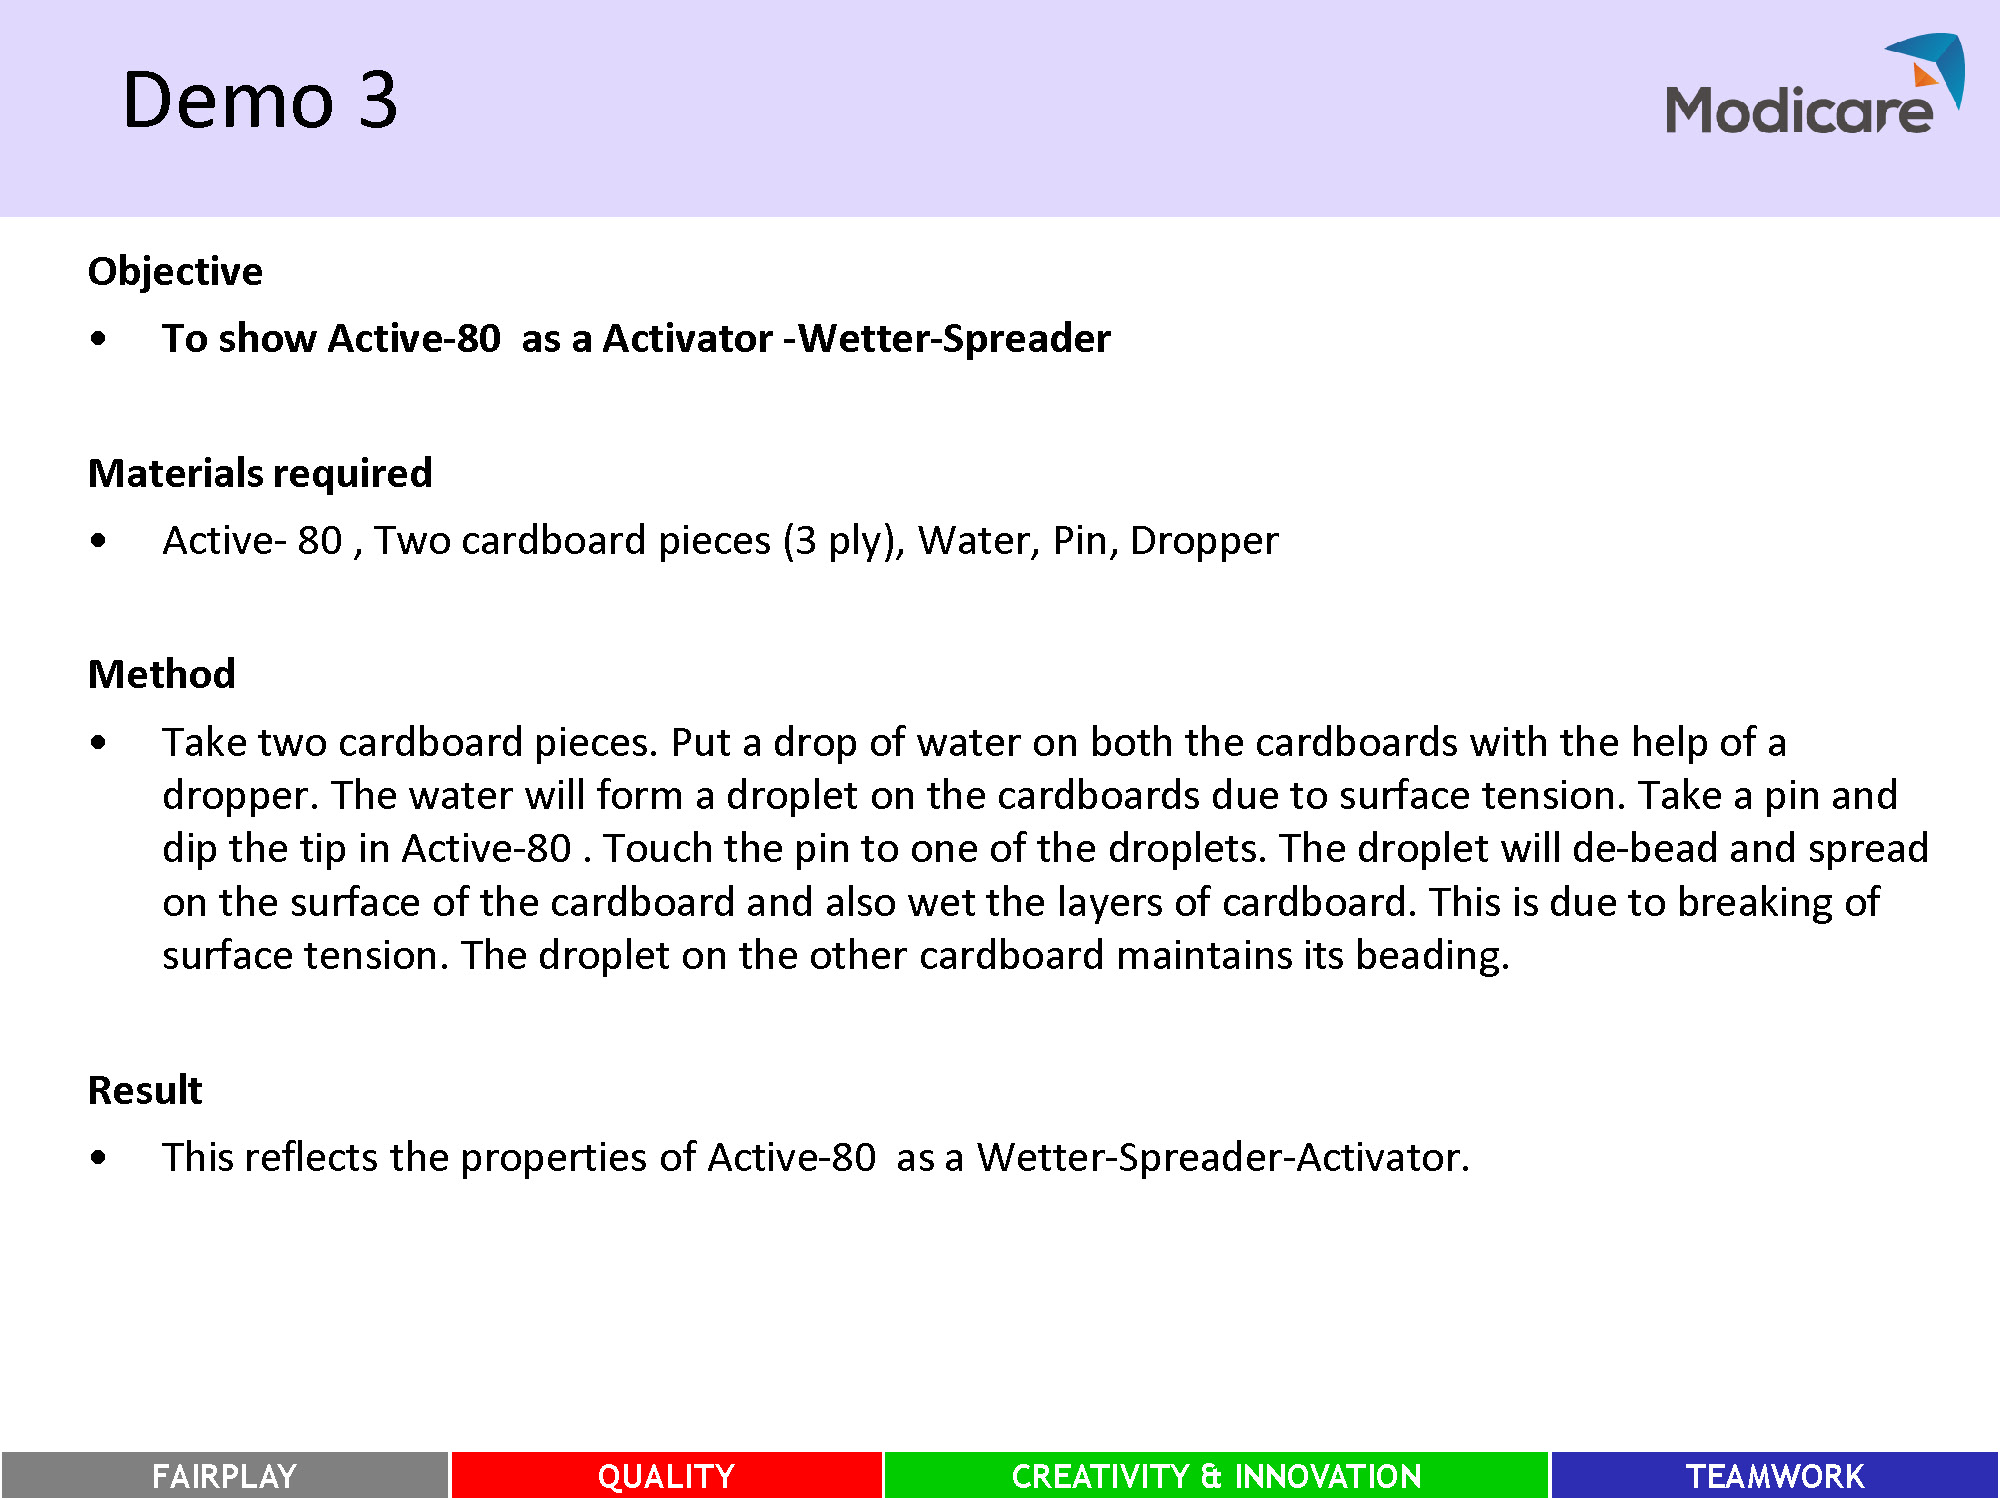 Demo 3
Modicare
Objective
• To show Active-80 as a Activator -Wetter-Spreader
Materials required
• Active- 80 , Two cardboard pieces (3 ply), Water, Pin, Dropper
Method
• Take two cardboard pieces. Put a drop of water on both the cardboards with the help of a
dropper. The water will form a droplet on the cardboards due to surface tension. Take a pin and
dip the tip in Active-80 . Touch the pin to one of the droplets. The droplet will de-bead and spread
on the surface of the cardboard and also wet the layers of cardboard. This is due to breaking of
surface tension. The droplet on the other cardboard maintains its beading.
Result
• This reflects the properties of Active-80 as a Wetter-Spreader-Activator.
FAIRPLAY QUALITY CREATIVITY & INNOVATION TEAMWORK